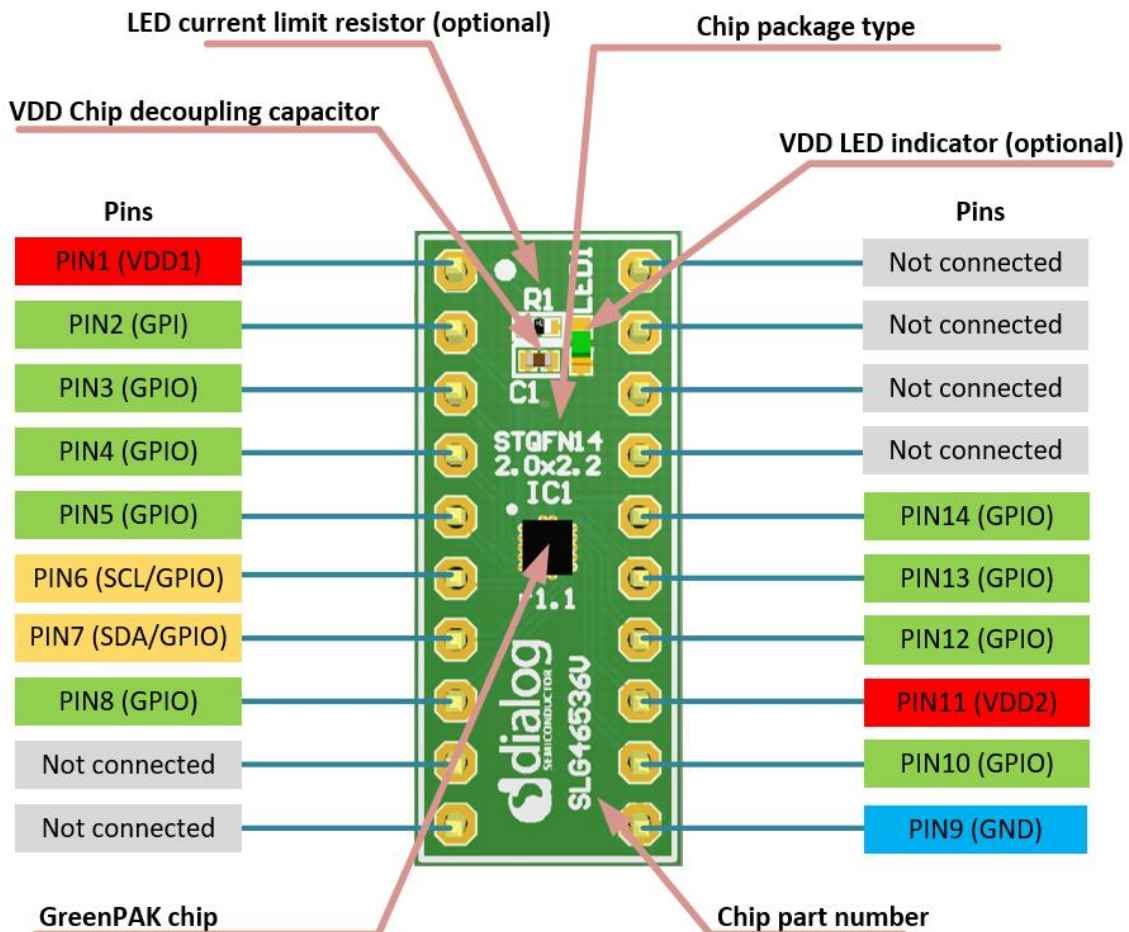 LED current limit resistor (optional)
Chip package type
VDD Chip decoupling capacitor
VDD LED indicator (optional)
Pins
Pins
PIN1 (VDD1)
Not connected
PIN2 (GPI)
Not connected
PIN3 (GPIO)
Not connected
PIN4 (GPIO)
Not connected
PIN5 (GPIO)
PIN14 (GPIO)
PIN6 (SCL/GPIO)
PIN13 (GPIO)
PIN7 (SDA/GPIO)
PIN12 (GPIO)
PIN8 (GPIO)
PIN11 (VDD2)
Not connected
PIN10 (GPIO)
Not connected
PIN9 (GND)
LED1
R1
C1
STQFN14
2.0x2.2
IC1
r1.1
dialog
SEMICONDUCTOR
SLG46536V
GreenPAK chip
Chip part number